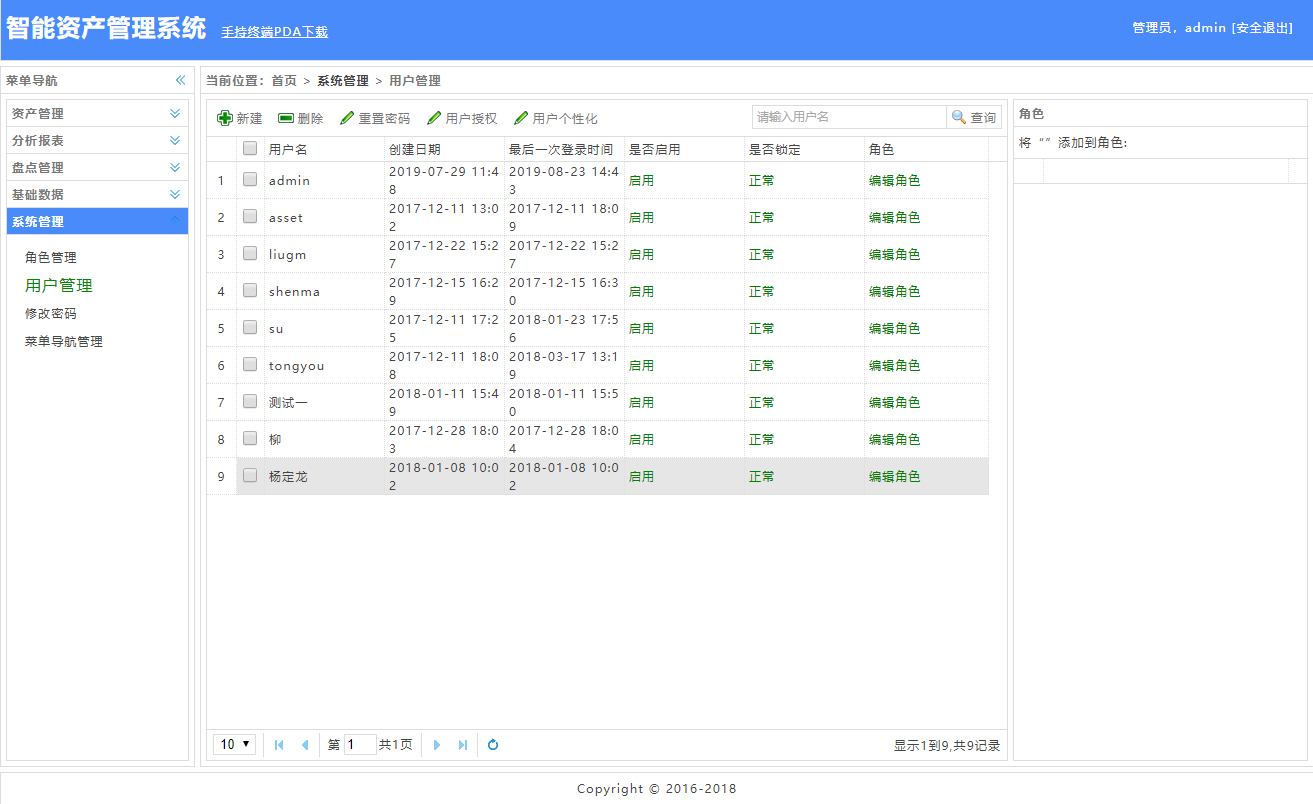 智能资产管理系统 手持终端PDA下载 管理员，admin [安全退出]
菜单导航
资产管理
分析报表
盘点管理
基础数据
系统管理
角色管理
用户管理
修改密码
菜单导航管理
当前位置：首页 > 系统管理 > 用户管理
新建 删除 重置密码 用户授权 用户个性化 请输入用户名 查询
用户名 创建日期 最后一次登录时间 是否启用 是否锁定 角色
1 admin 2019-07-29 11:48 2019-08-23 14:43 启用 正常 编辑角色
2 asset 2017-12-11 13:02 2017-12-11 18:09 启用 正常 编辑角色
3 liugm 2017-12-22 15:27 2017-12-22 15:27 启用 正常 编辑角色
4 shenma 2017-12-15 16:29 2017-12-15 16:30 启用 正常 编辑角色
5 su 2017-12-11 17:25 2018-01-23 17:56 启用 正常 编辑角色
6 tongyou 2017-12-11 18:08 2018-03-17 13:19 启用 正常 编辑角色
7 测试一 2018-01-11 15:49 2018-01-11 15:50 启用 正常 编辑角色
8 柳 2017-12-28 18:03 2017-12-28 18:04 启用 正常 编辑角色
9 杨定龙 2018-01-08 10:02 2018-01-08 10:02 启用 正常 编辑角色
10 第 1 共1页 显示1到9,共9记录
角色
将 “” 添加到角色:
Copyright © 2016-2018